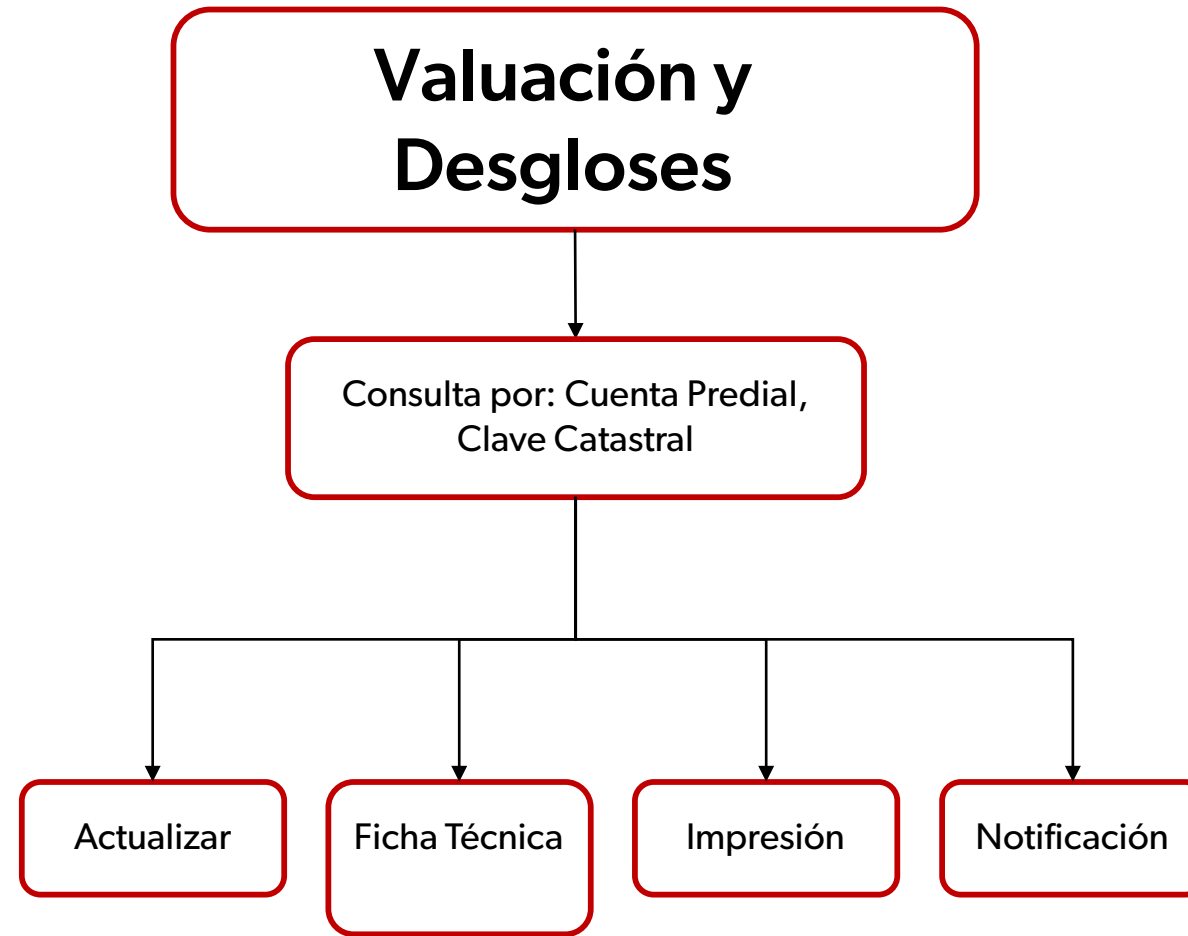 Valuación y
Desgloses
Consulta por: Cuenta Predial,
Clave Catastral
Actualizar
Ficha Técnica
Impresión
Notificación